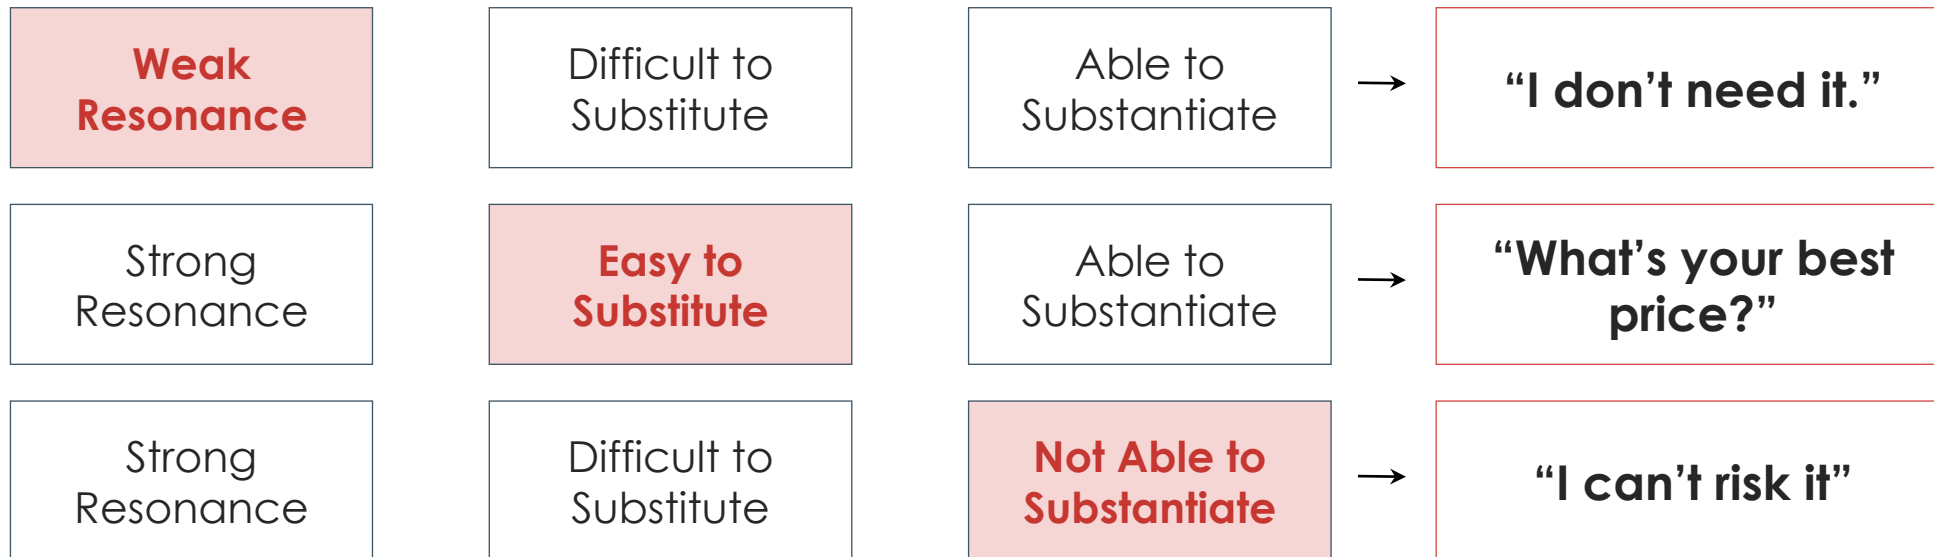 Weak
Resonance
Difficult to
Substitute
Able to
Substantiate
“I don’t need it.”
Strong
Resonance
Easy to
Substitute
Able to
Substantiate
“What’s your best
price?”
Strong
Resonance
Difficult to
Substitute
Not Able to
Substantiate
“I can’t risk it”